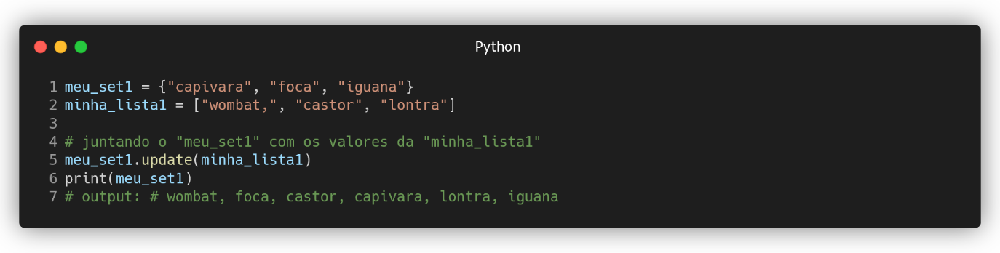 Python
1 meu_set1 = {"capivara", "foca", "iguana"}
2 minha_lista1 = ["wombat,", "castor", "lontra"]
3
4 # juntando o "meu_set1" com os valores da "minha_lista1"
5 meu_set1.update(minha_lista1)
6 print(meu_set1)
7 # output: # wombat, foca, castor, capivara, lontra, iguana